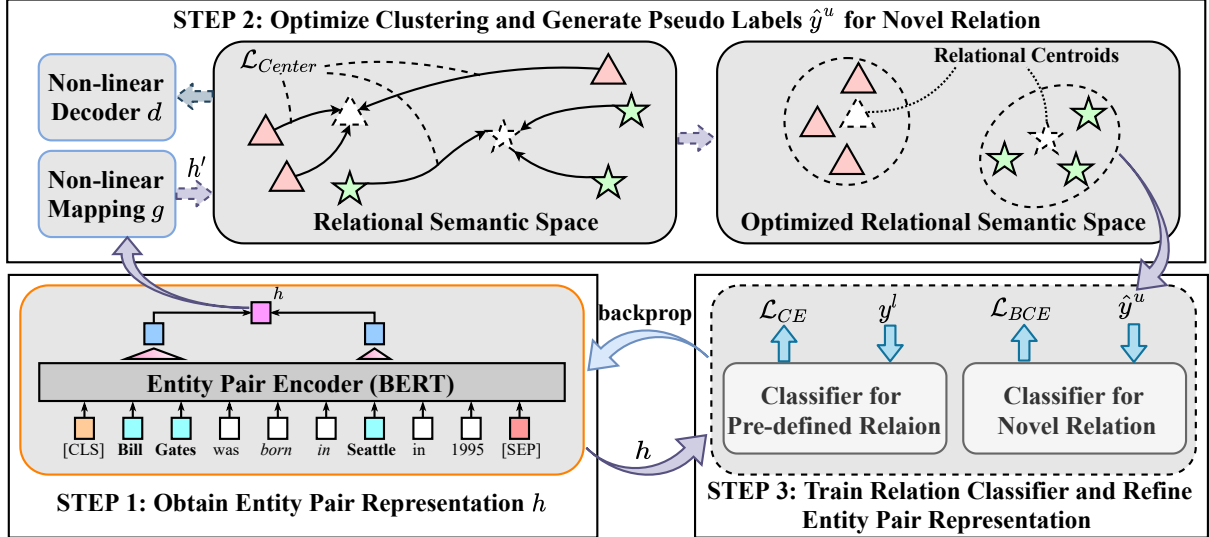 STEP 2: Optimize Clustering and Generate Pseudo Labels ŷᵘ for Novel Relation
Non-linear
Decoder d
Non-linear
Mapping g
h′
ℒ_Center
Relational Semantic Space
Relational Centroids
Optimized Relational Semantic Space
h
Entity Pair Encoder (BERT)
[CLS] Bill Gates was born in Seattle in 1995 [SEP]
STEP 1: Obtain Entity Pair Representation h
backprop
h
ℒ_CE yˡ ℒ_BCE ŷᵘ
Classifier for
Pre-defined Relaion
Classifier for
Novel Relation
STEP 3: Train Relation Classifier and Refine
Entity Pair Representation